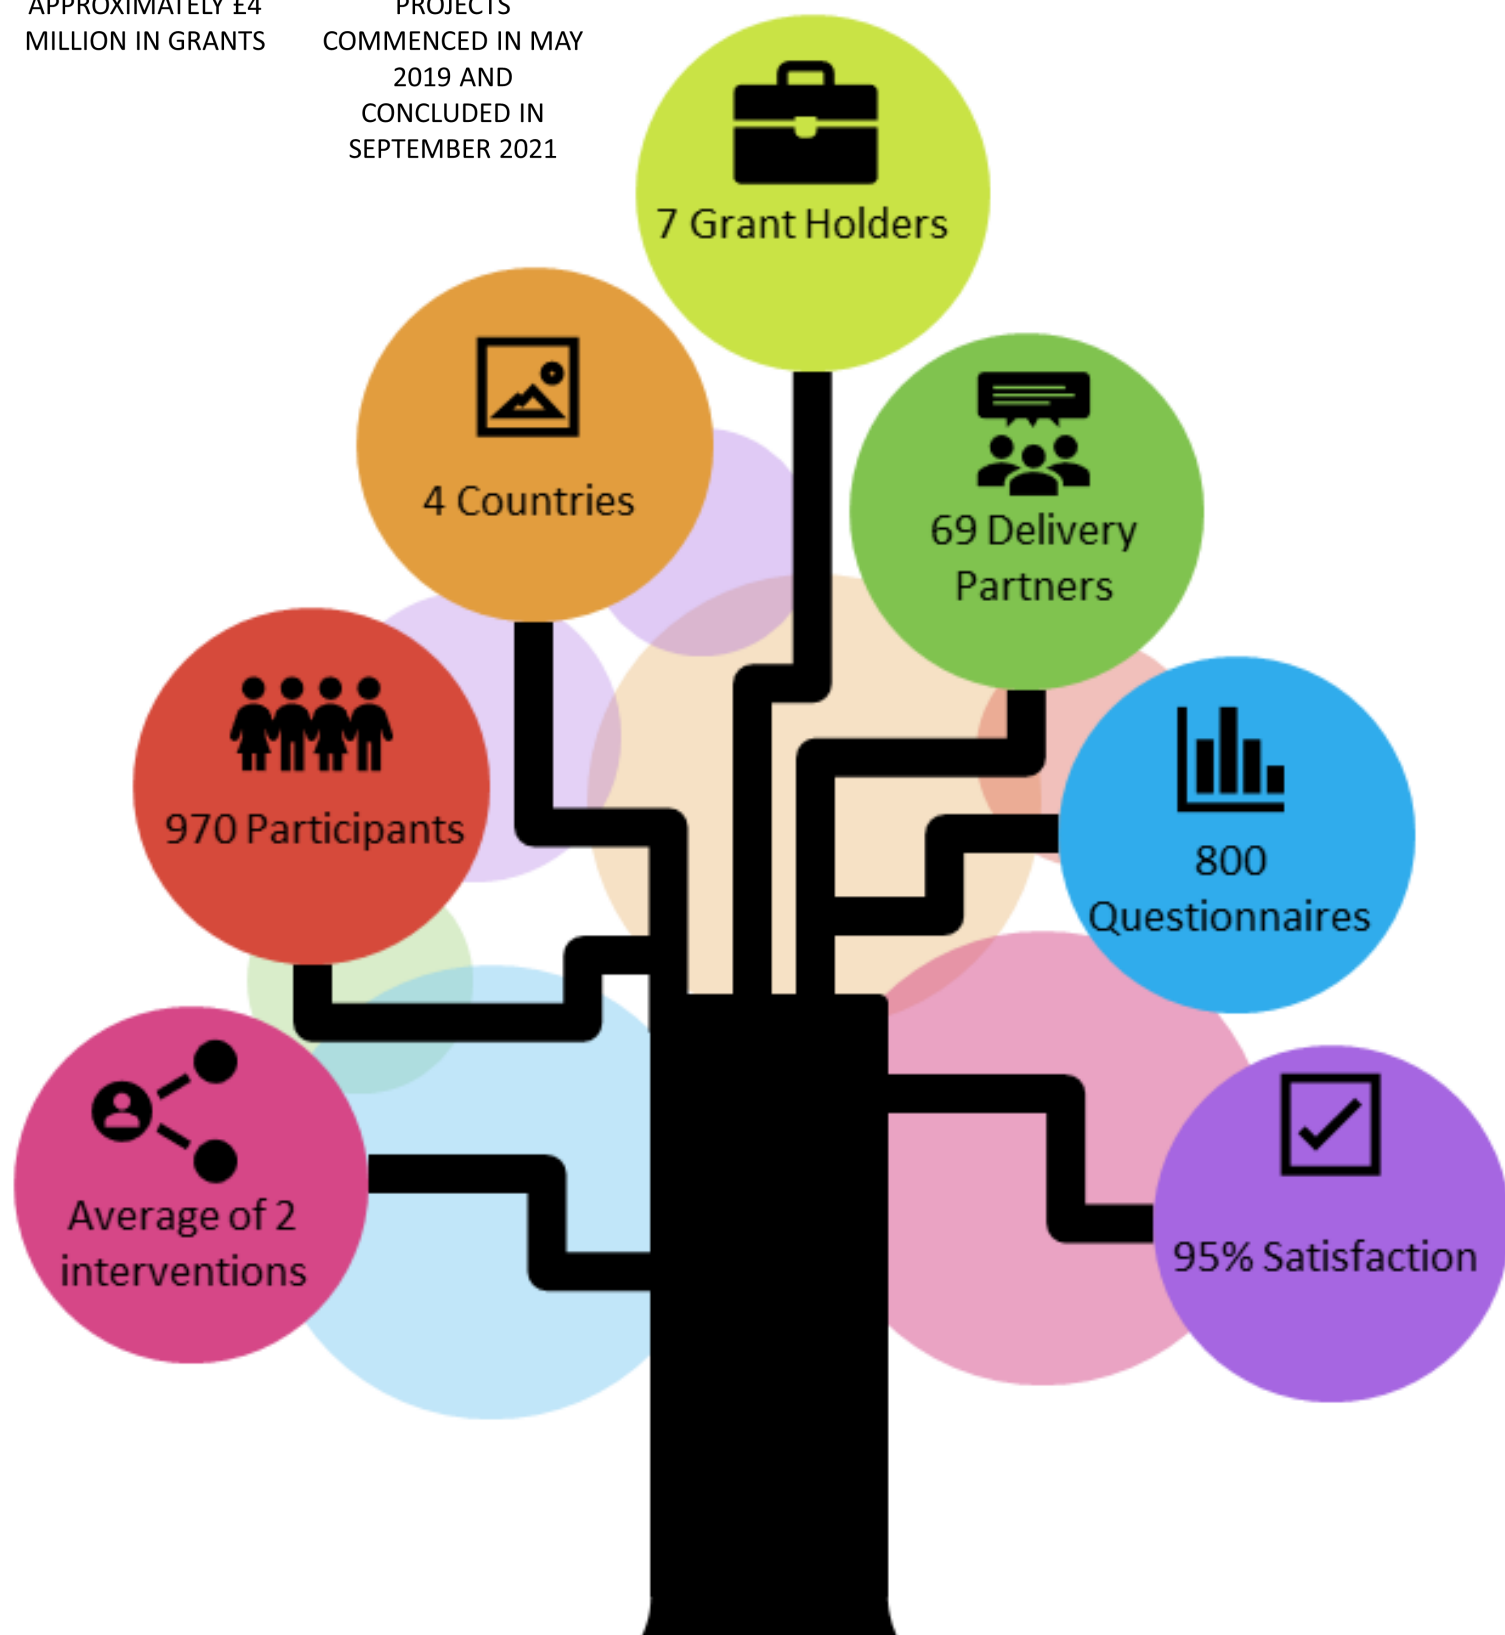 APPROXIMATELY £4
MILLION IN GRANTS
PROJECTS
COMMENCED IN MAY
2019 AND
CONCLUDED IN
SEPTEMBER 2021
7 Grant Holders
4 Countries
69 Delivery
Partners
970 Participants
800
Questionnaires
Average of 2
interventions
95% Satisfaction